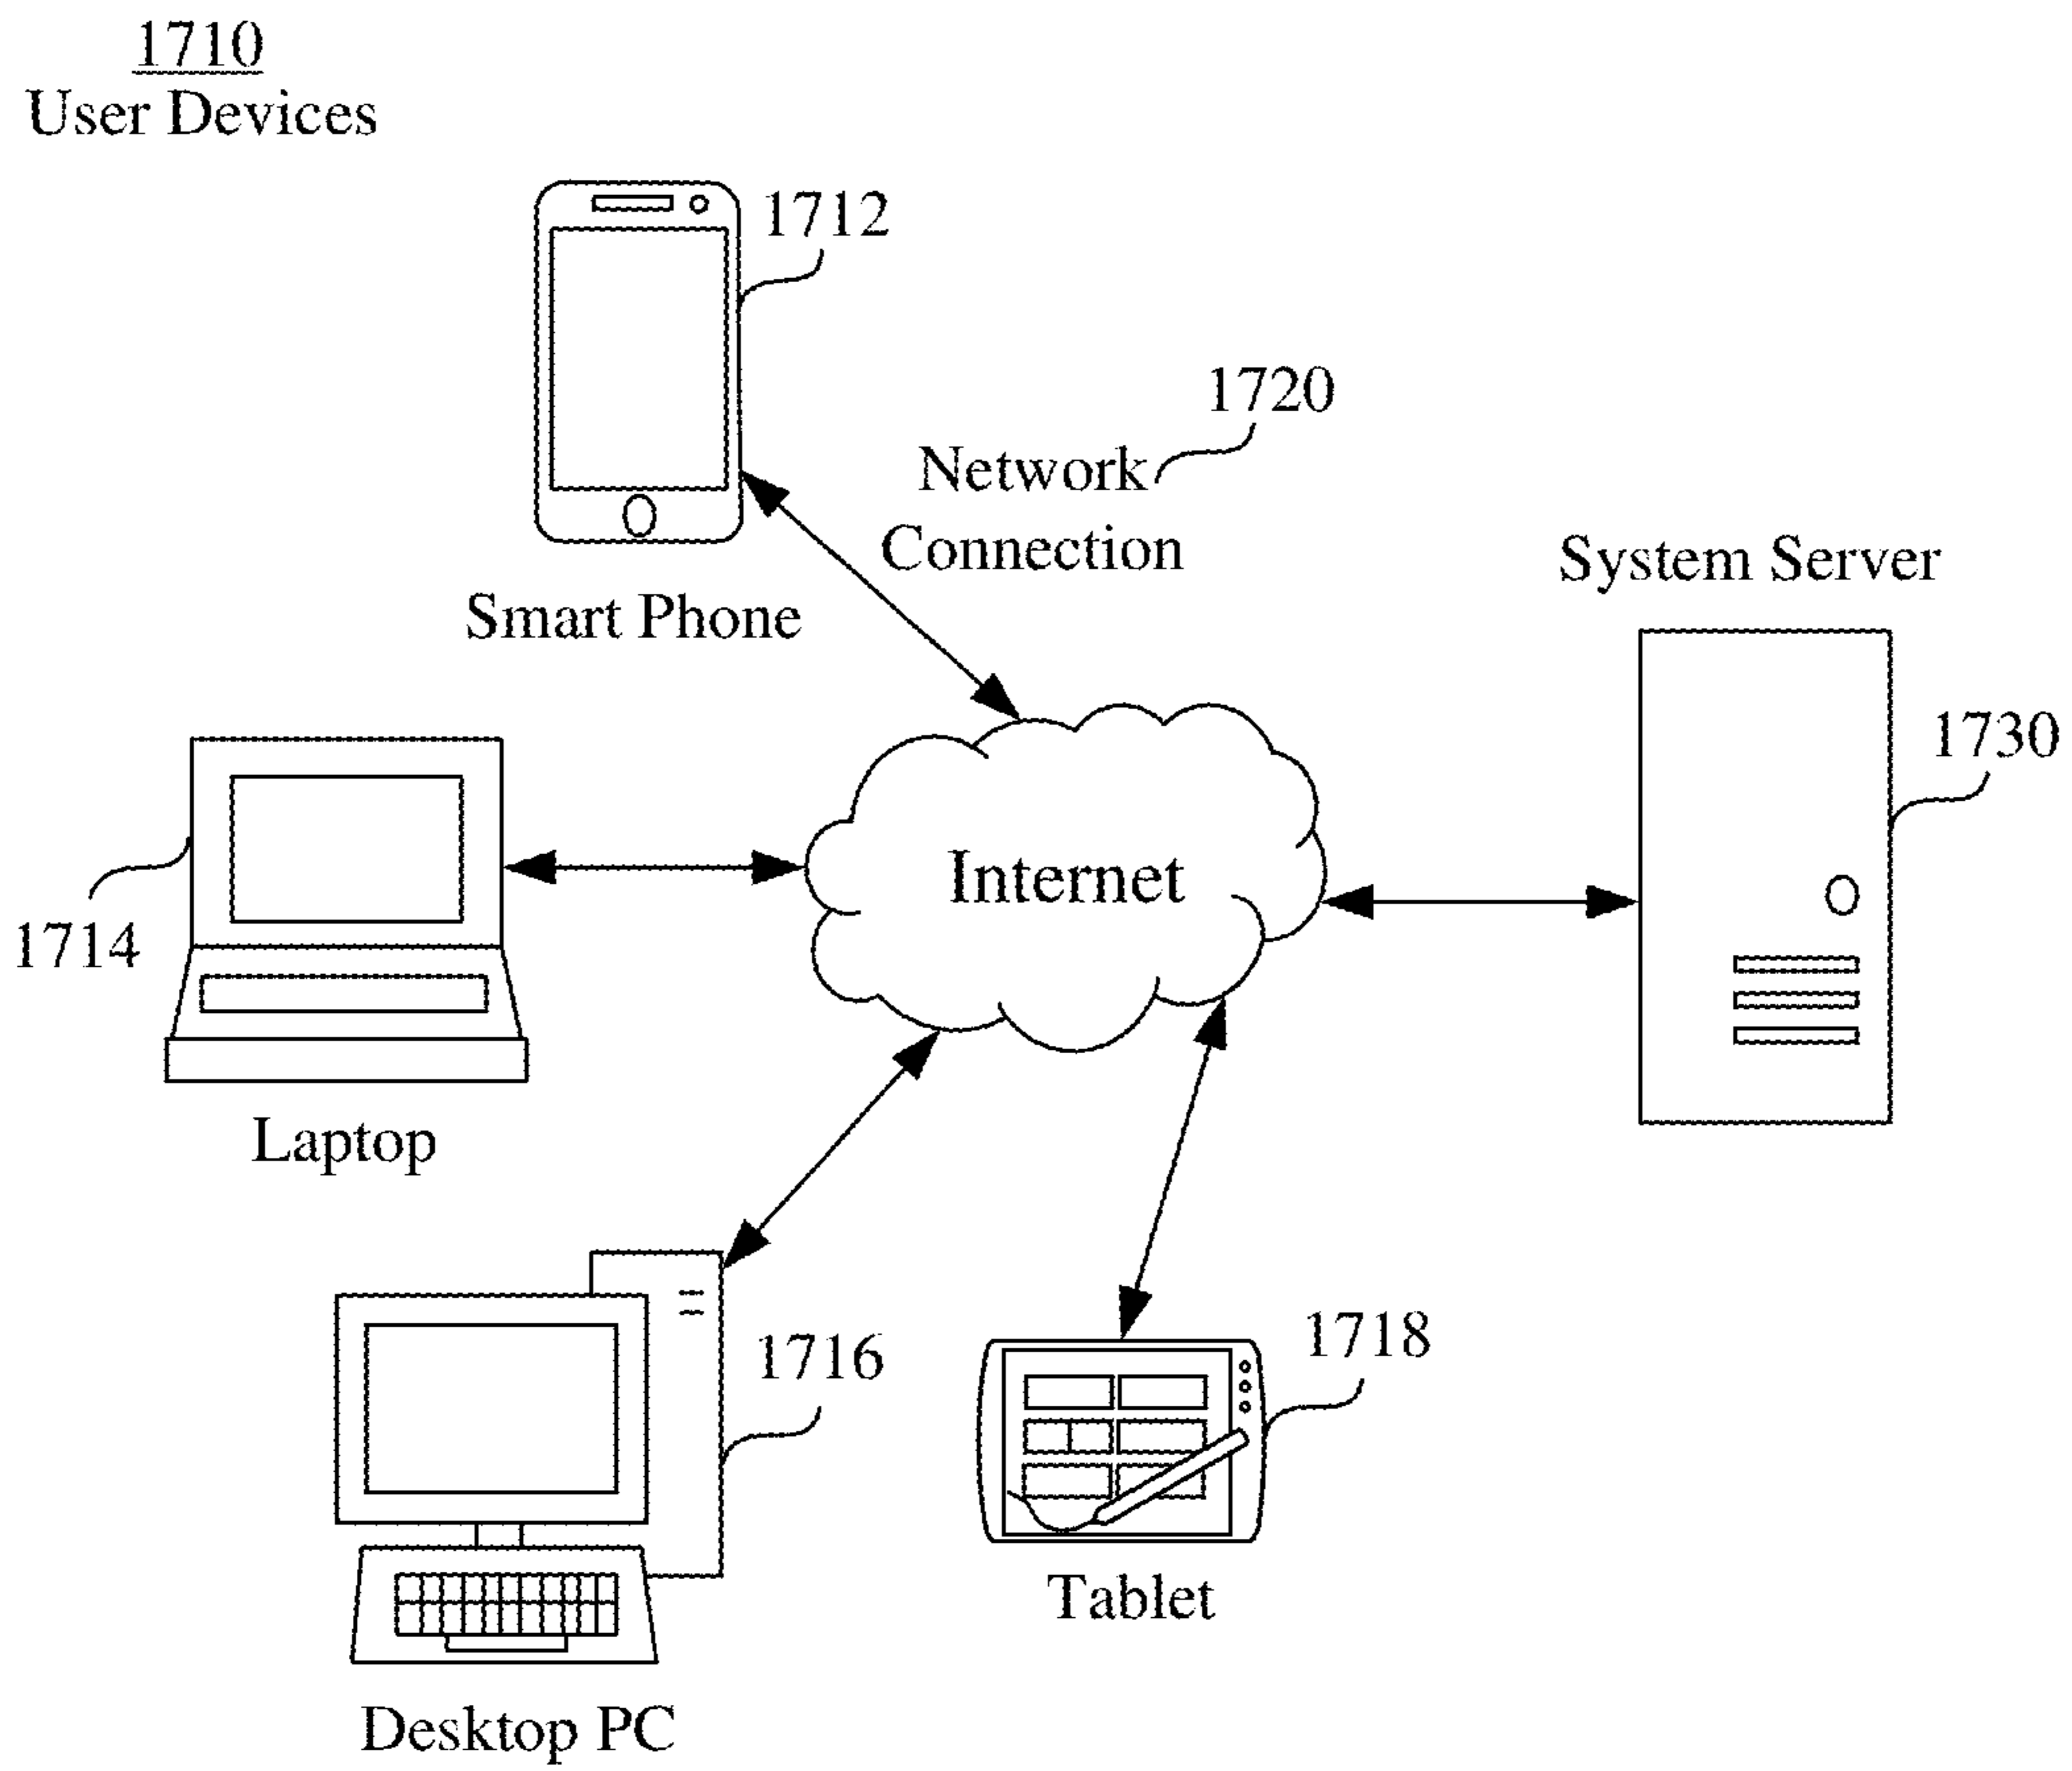 1710
User Devices
1712
1720
Network
Connection
Smart Phone
System Server
1730
Internet
1714
Laptop
1716
1718
Tablet
Desktop PC